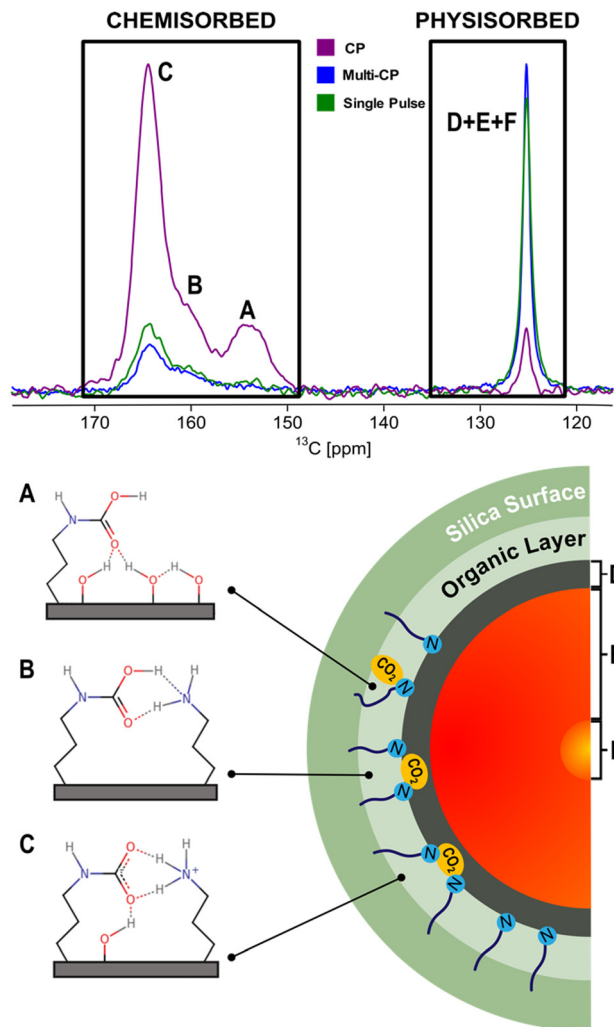 CHEMISORBED PHYSISORBED
C
CP
Multi-CP
Single Pulse
D+E+F
B
A
170 160 150 140 130 120
¹³C [ppm]
A
H
O H
H N
O
H H H
O O O
B
H
O H H
N N
O H H
C
H
O H H
N N⁺
O H
H
O
Silica Surface
Organic Layer
N
CO₂
N
N
CO₂
N
N
CO₂
N
N
N